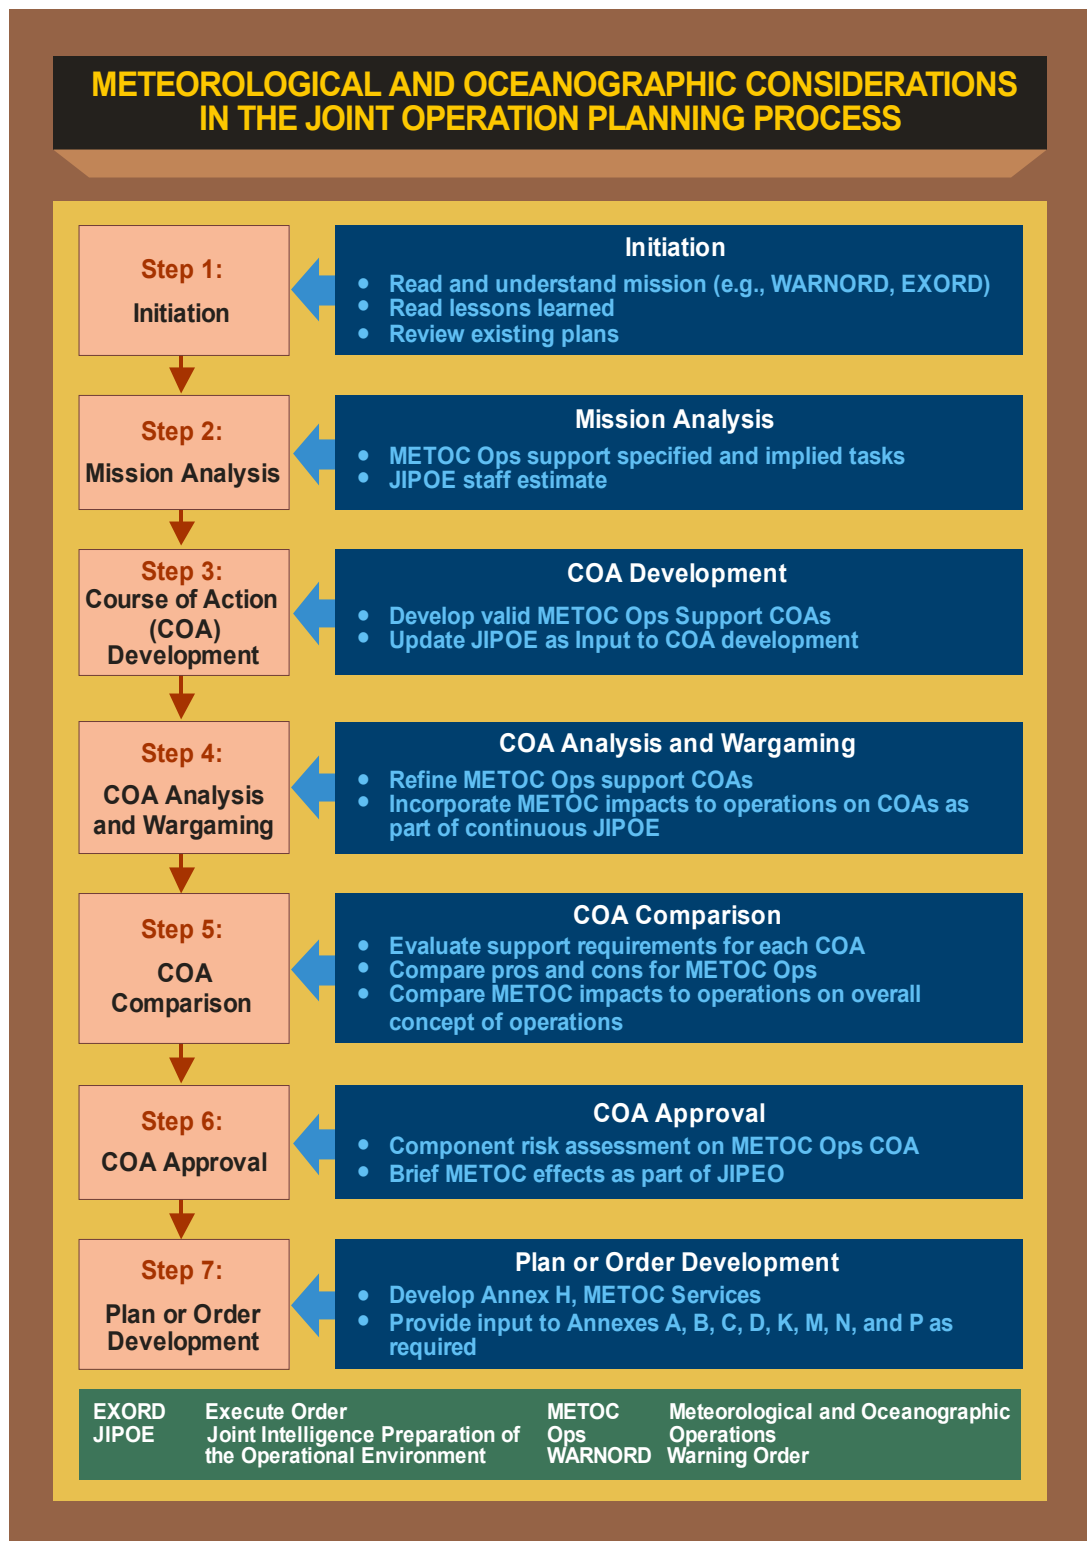 METEOROLOGICAL AND OCEANOGRAPHIC CONSIDERATIONS
IN THE JOINT OPERATION PLANNING PROCESS
Step 1:
Initiation
Initiation
• Read and understand mission (e.g., WARNORD, EXORD)
• Read lessons learned
• Review existing plans
Step 2:
Mission Analysis
Mission Analysis
• METOC Ops support specified and implied tasks
• JIPOE staff estimate
Step 3:
Course of Action
(COA)
Development
COA Development
• Develop valid METOC Ops Support COAs
• Update JIPOE as Input to COA development
Step 4:
COA Analysis
and Wargaming
COA Analysis and Wargaming
• Refine METOC Ops support COAs
• Incorporate METOC impacts to operations on COAs as
part of continuous JIPOE
Step 5:
COA
Comparison
COA Comparison
• Evaluate support requirements for each COA
• Compare pros and cons for METOC Ops
• Compare METOC impacts to operations on overall
concept of operations
Step 6:
COA Approval
COA Approval
• Component risk assessment on METOC Ops COA
• Brief METOC effects as part of JIPEO
Step 7:
Plan or Order
Development
Plan or Order Development
• Develop Annex H, METOC Services
• Provide input to Annexes A, B, C, D, K, M, N, and P as
required
EXORD Execute Order
JIPOE Joint Intelligence Preparation of
the Operational Environment
METOC Meteorological and Oceanographic
Ops Operations
WARNORD Warning Order